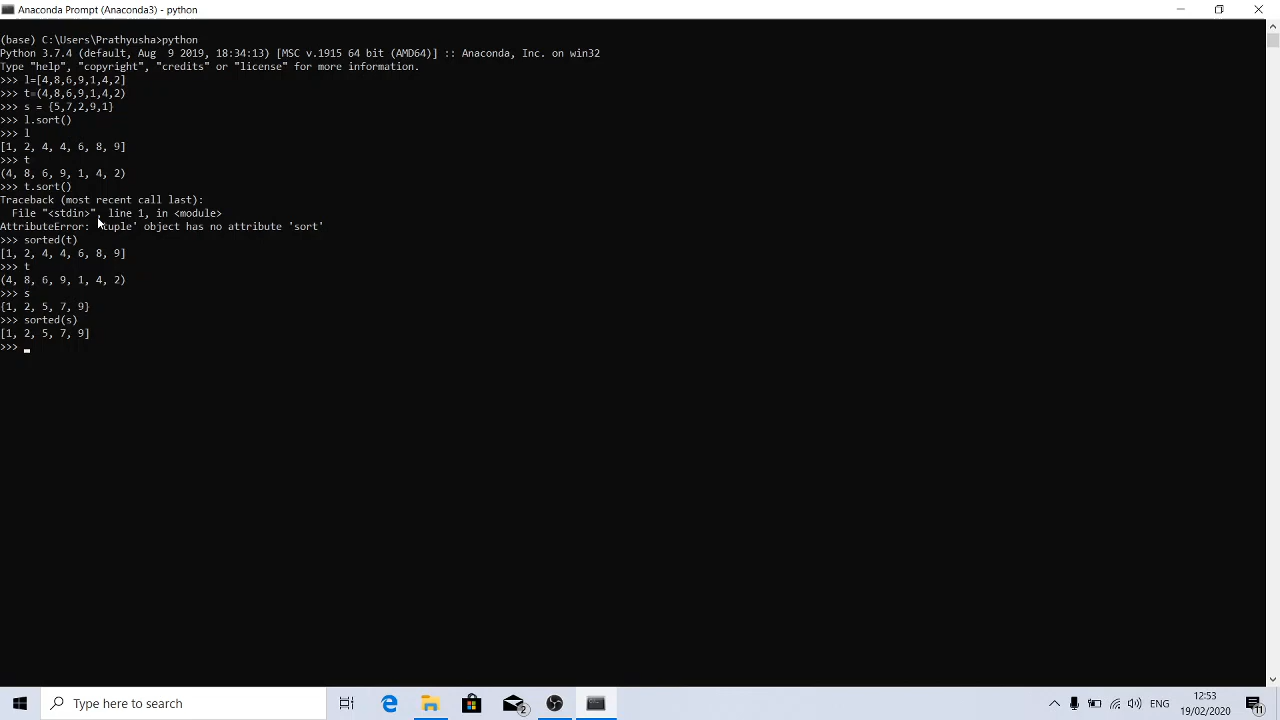 Anaconda Prompt (Anaconda3) - python
(base) C:\Users\Prathyusha>python
Python 3.7.4 (default, Aug  9 2019, 18:34:13) [MSC v.1915 64 bit (AMD64)] :: Anaconda, Inc. on win32
Type "help", "copyright", "credits" or "license" for more information.
>>> l=[4,8,6,9,1,4,2]
>>> t=(4,8,6,9,1,4,2)
>>> s = {5,7,2,9,1}
>>> l.sort()
>>> l
[1, 2, 4, 4, 6, 8, 9]
>>> t
(4, 8, 6, 9, 1, 4, 2)
>>> t.sort()
Traceback (most recent call last):
  File "<stdin>", line 1, in <module>
AttributeError: 'tuple' object has no attribute 'sort'
>>> sorted(t)
[1, 2, 4, 4, 6, 8, 9]
>>> t
(4, 8, 6, 9, 1, 4, 2)
>>> s
{1, 2, 5, 7, 9}
>>> sorted(s)
[1, 2, 5, 7, 9]
>>>
Type here to search
2
ENG
12:53
19/02/2020
11